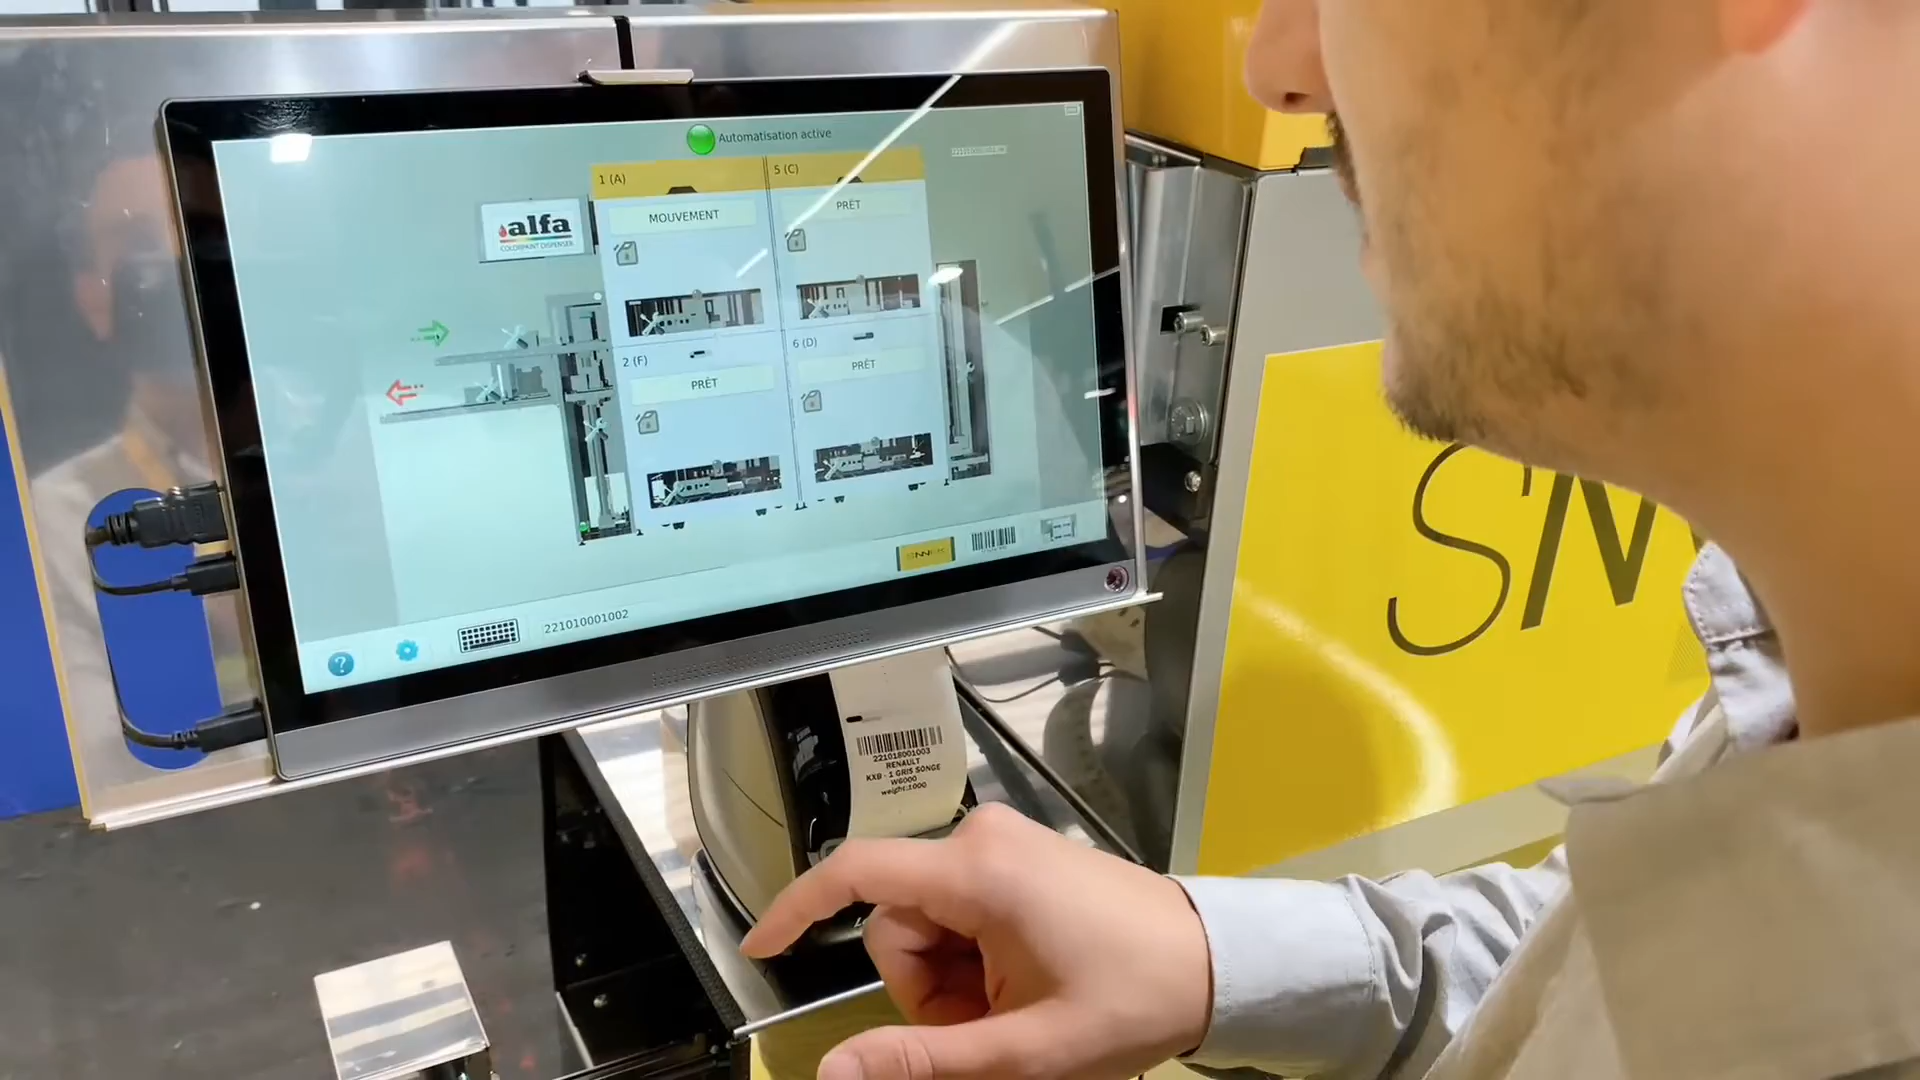 Automatisation active
1 (A)
5 (C)
MOUVEMENT
PRÊT
alfa
COLORPAINT DISPENSER
2 (F)
6 (D)
PRÊT
PRÊT
?
221010001002
221018001003
RENAULT
KXB - 1 GRIS SONGE
W6000
weight:1000
SN